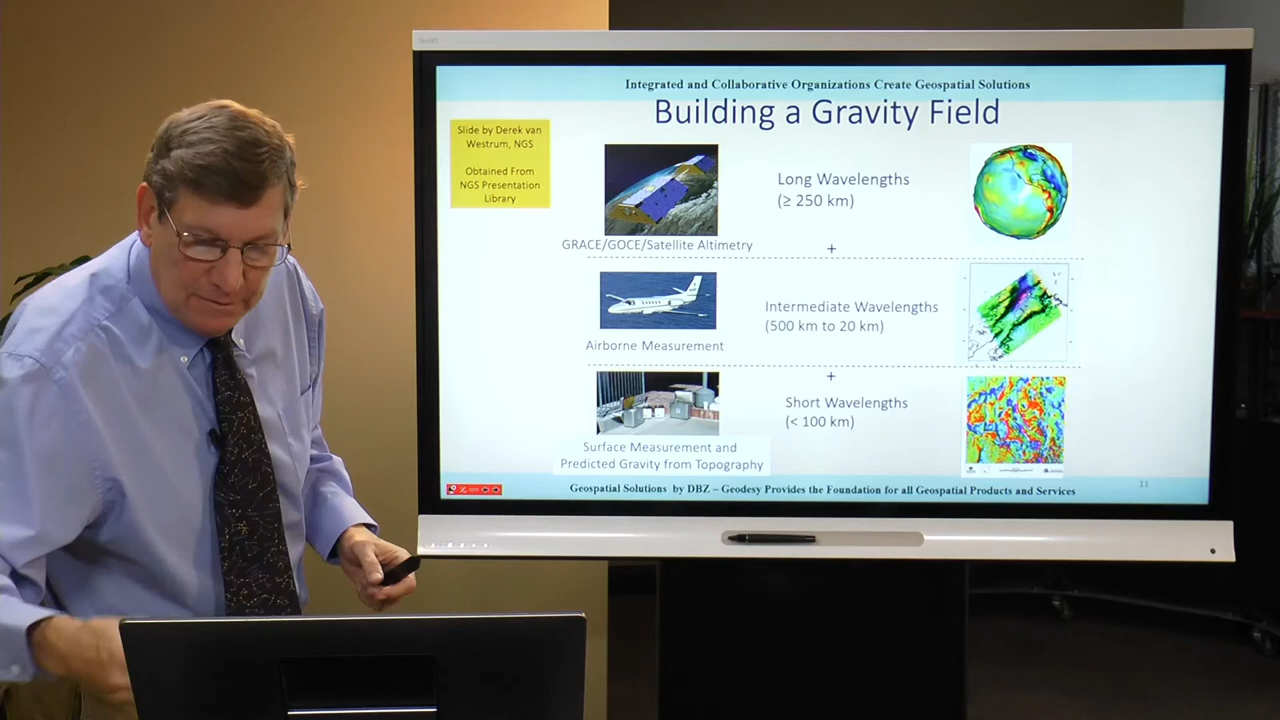 SMART
Integrated and Collaborative Organizations Create Geospatial Solutions
Building a Gravity Field
Slide by Derek van
Westrum, NGS
Obtained From
NGS Presentation
Library
Long Wavelengths
(≥ 250 km)
GRACE/GOCE/Satellite Altimetry
+
Intermediate Wavelengths
(500 km to 20 km)
Airborne Measurement
+
Short Wavelengths
(< 100 km)
Surface Measurement and
Predicted Gravity from Topography
Geospatial Solutions by DBZ – Geodesy Provides the Foundation for all Geospatial Products and Services
11